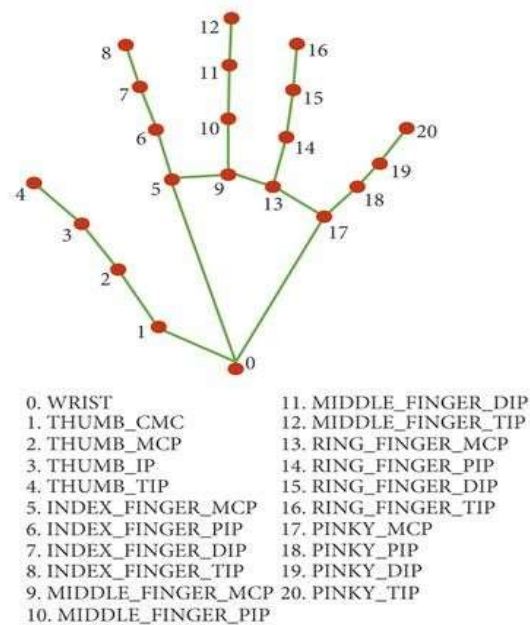 12
8
16
11
7
15
10
6
14
20
4
5
9
19
13
18
3
17
2
1
0
0. WRIST
1. THUMB_CMC
2. THUMB_MCP
3. THUMB_IP
4. THUMB_TIP
5. INDEX_FINGER_MCP
6. INDEX_FINGER_PIP
7. INDEX_FINGER_DIP
8. INDEX_FINGER_TIP
9. MIDDLE_FINGER_MCP
10. MIDDLE_FINGER_PIP
11. MIDDLE_FINGER_DIP
12. MIDDLE_FINGER_TIP
13. RING_FINGER_MCP
14. RING_FINGER_PIP
15. RING_FINGER_DIP
16. RING_FINGER_TIP
17. PINKY_MCP
18. PINKY_PIP
19. PINKY_DIP
20. PINKY_TIP